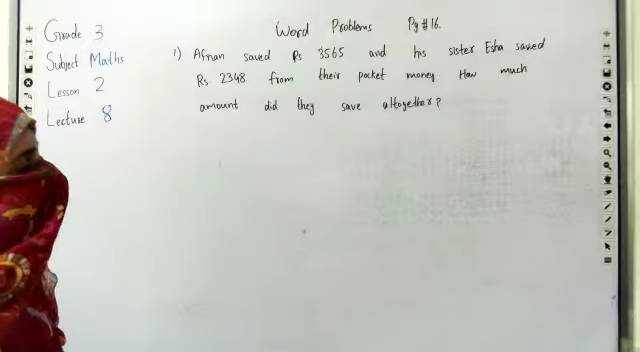 Grade 3
Subject Maths
Lesson 2
Lecture 8
Word Problems Pg # 16.
1) Afnan saved Rs 3565 and his sister Esha saved
Rs. 2348 from their pocket money How much
amount did they save altogether?